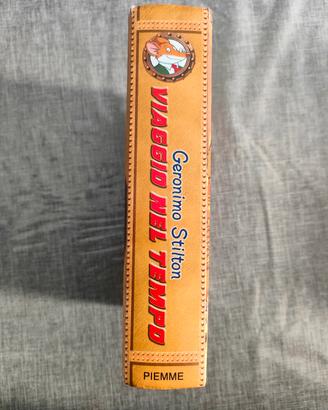 Geronimo Stilton
VIAGGIO NEL TEMPO
PIEMME